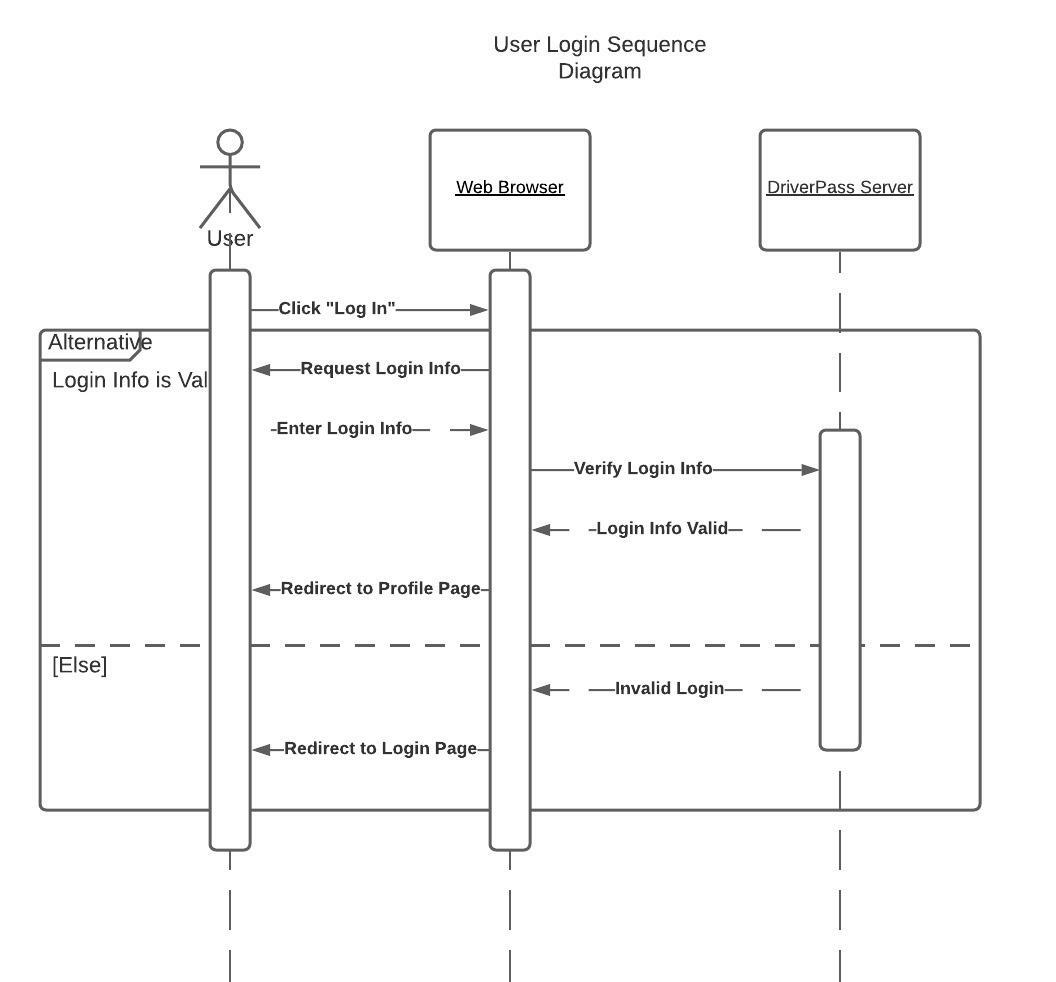 User Login Sequence
Diagram
User
Web Browser
DriverPass Server
Click "Log In"
Alternative
Request Login Info
Login Info is Val
Enter Login Info
Verify Login Info
Login Info Valid
Redirect to Profile Page
[Else]
Invalid Login
Redirect to Login Page